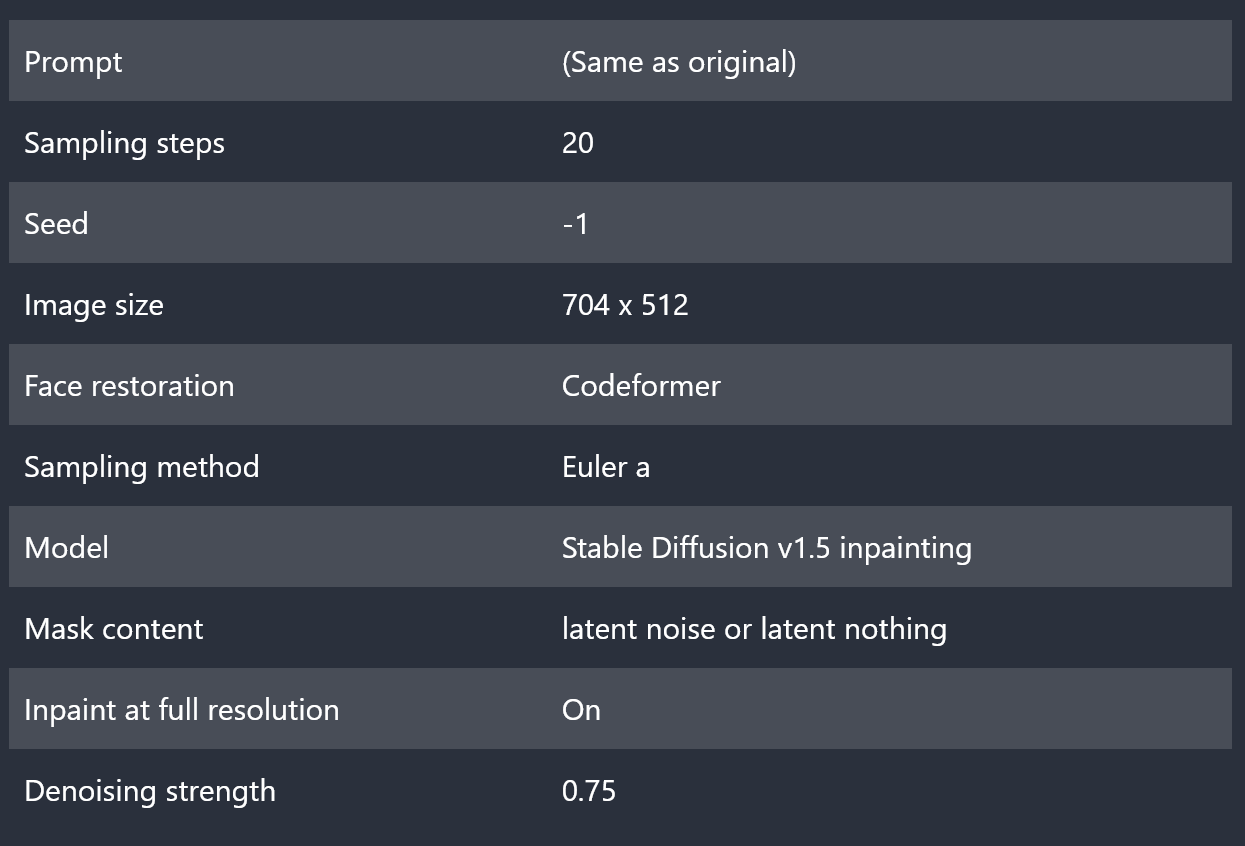 Prompt (Same as original)
Sampling steps 20
Seed -1
Image size 704 x 512
Face restoration Codeformer
Sampling method Euler a
Model Stable Diffusion v1.5 inpainting
Mask content latent noise or latent nothing
Inpaint at full resolution On
Denoising strength 0.75